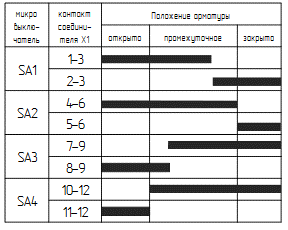 микро
выклю-
чатель
контакт
соедини-
теля X1
Положение арматуры
открыто
промежуточное
закрыто
SA1
1–3
2–3
SA2
4–6
5–6
SA3
7–9
8–9
SA4
10–12
11–12